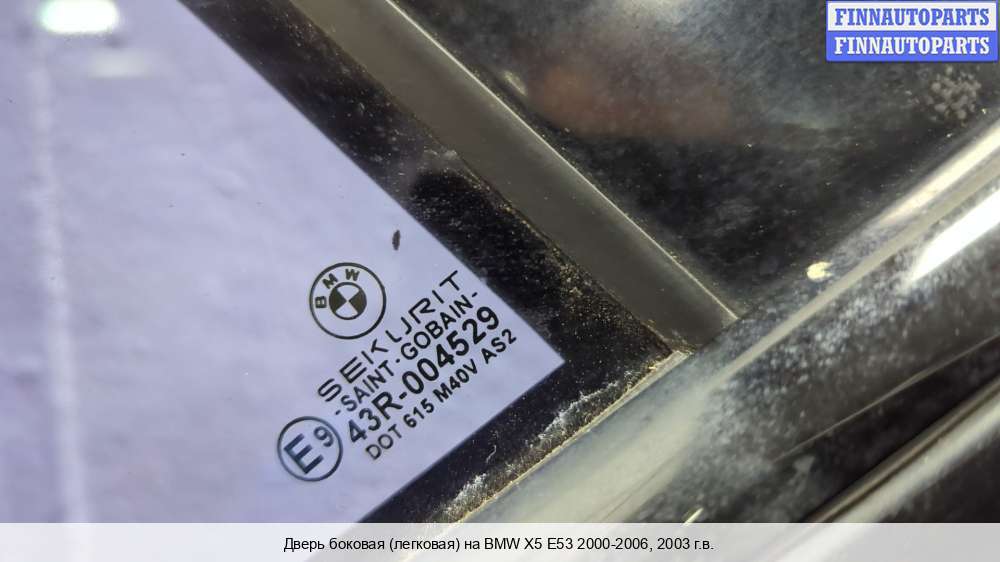 FINNAUTOPARTS
FINNAUTOPARTS
BMW
SEKURIT
-SAINT-GOBAIN-
E9 43R-004529
DOT 615 M40V AS2
Дверь боковая (легковая) на BMW X5 E53 2000-2006, 2003 г.в.